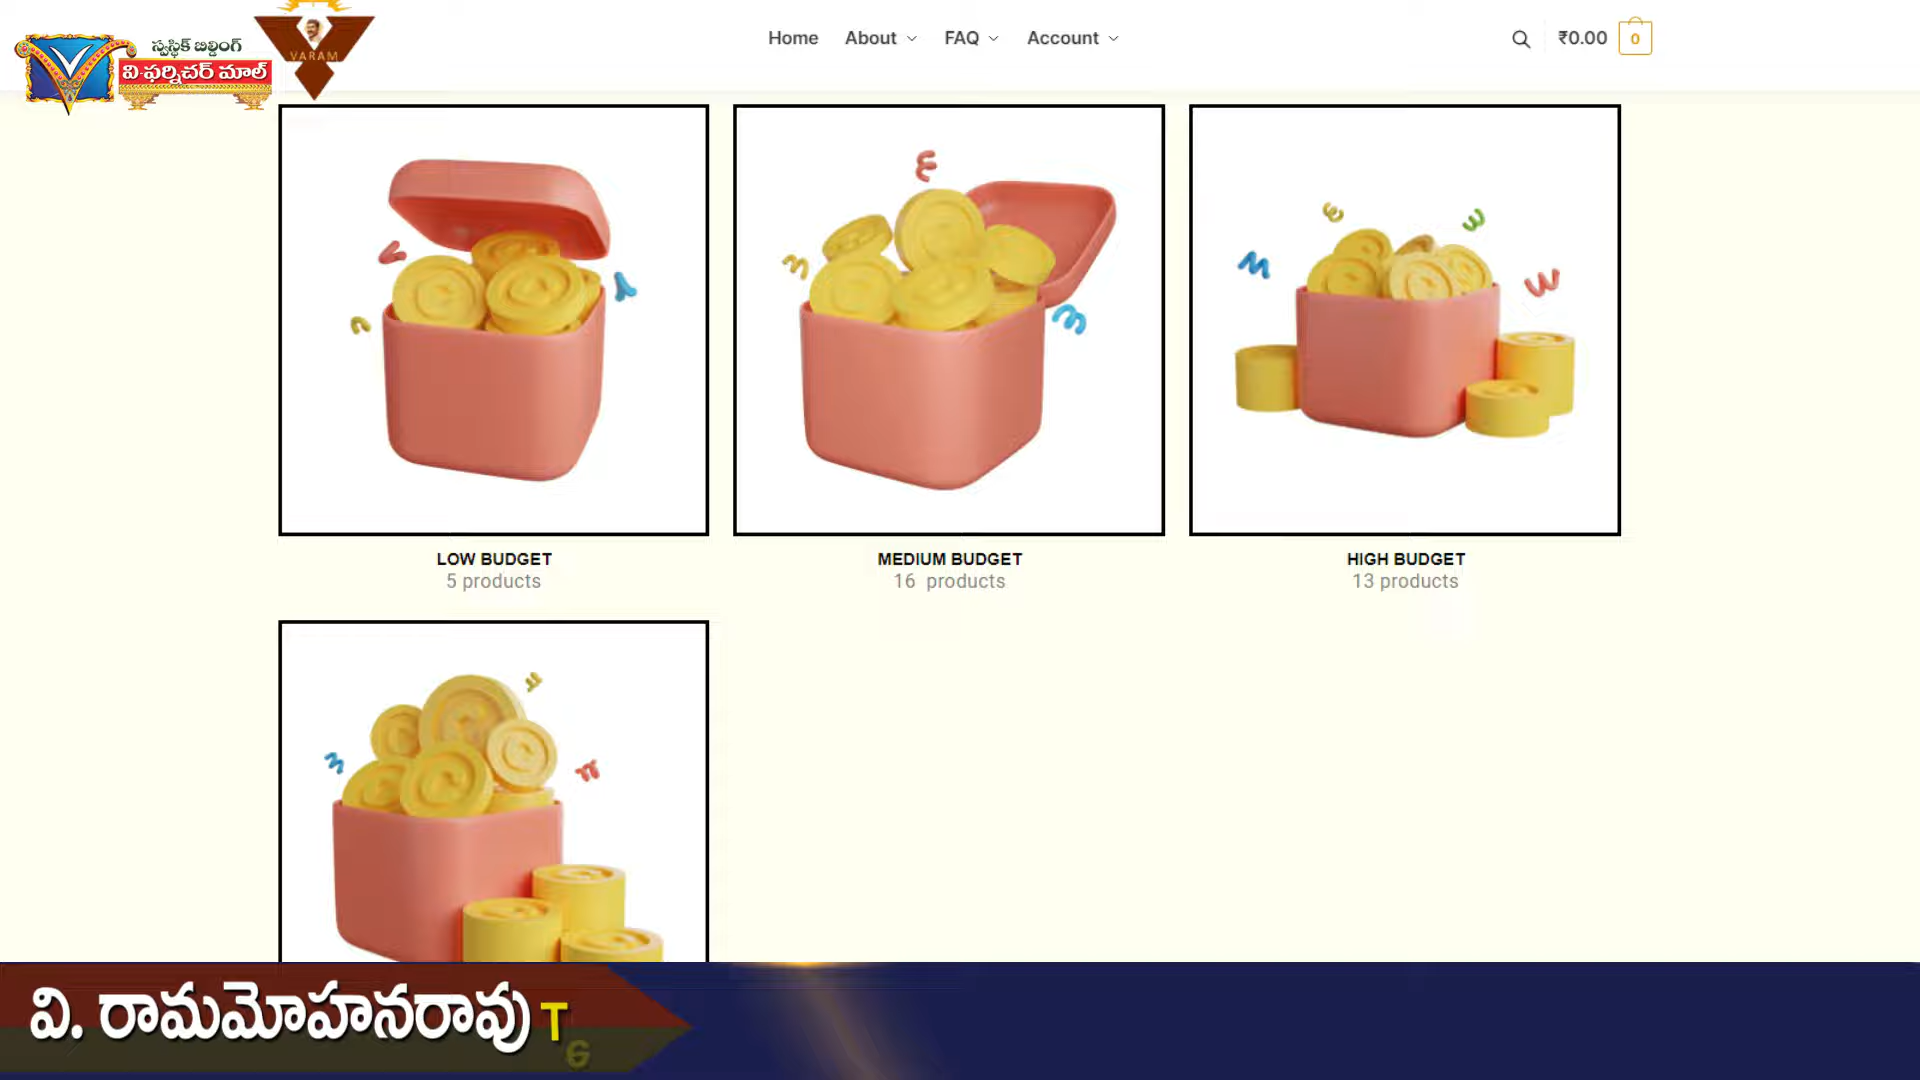 స్వస్తిక్ బిల్డింగ్
వి-ఫర్నిచర్ మాల్
VARAM
Home
About
FAQ
Account
₹0.00
0
LOW BUDGET
5 products
MEDIUM BUDGET
16 products
HIGH BUDGET
13 products
వి. రామమోహనరావు T
G